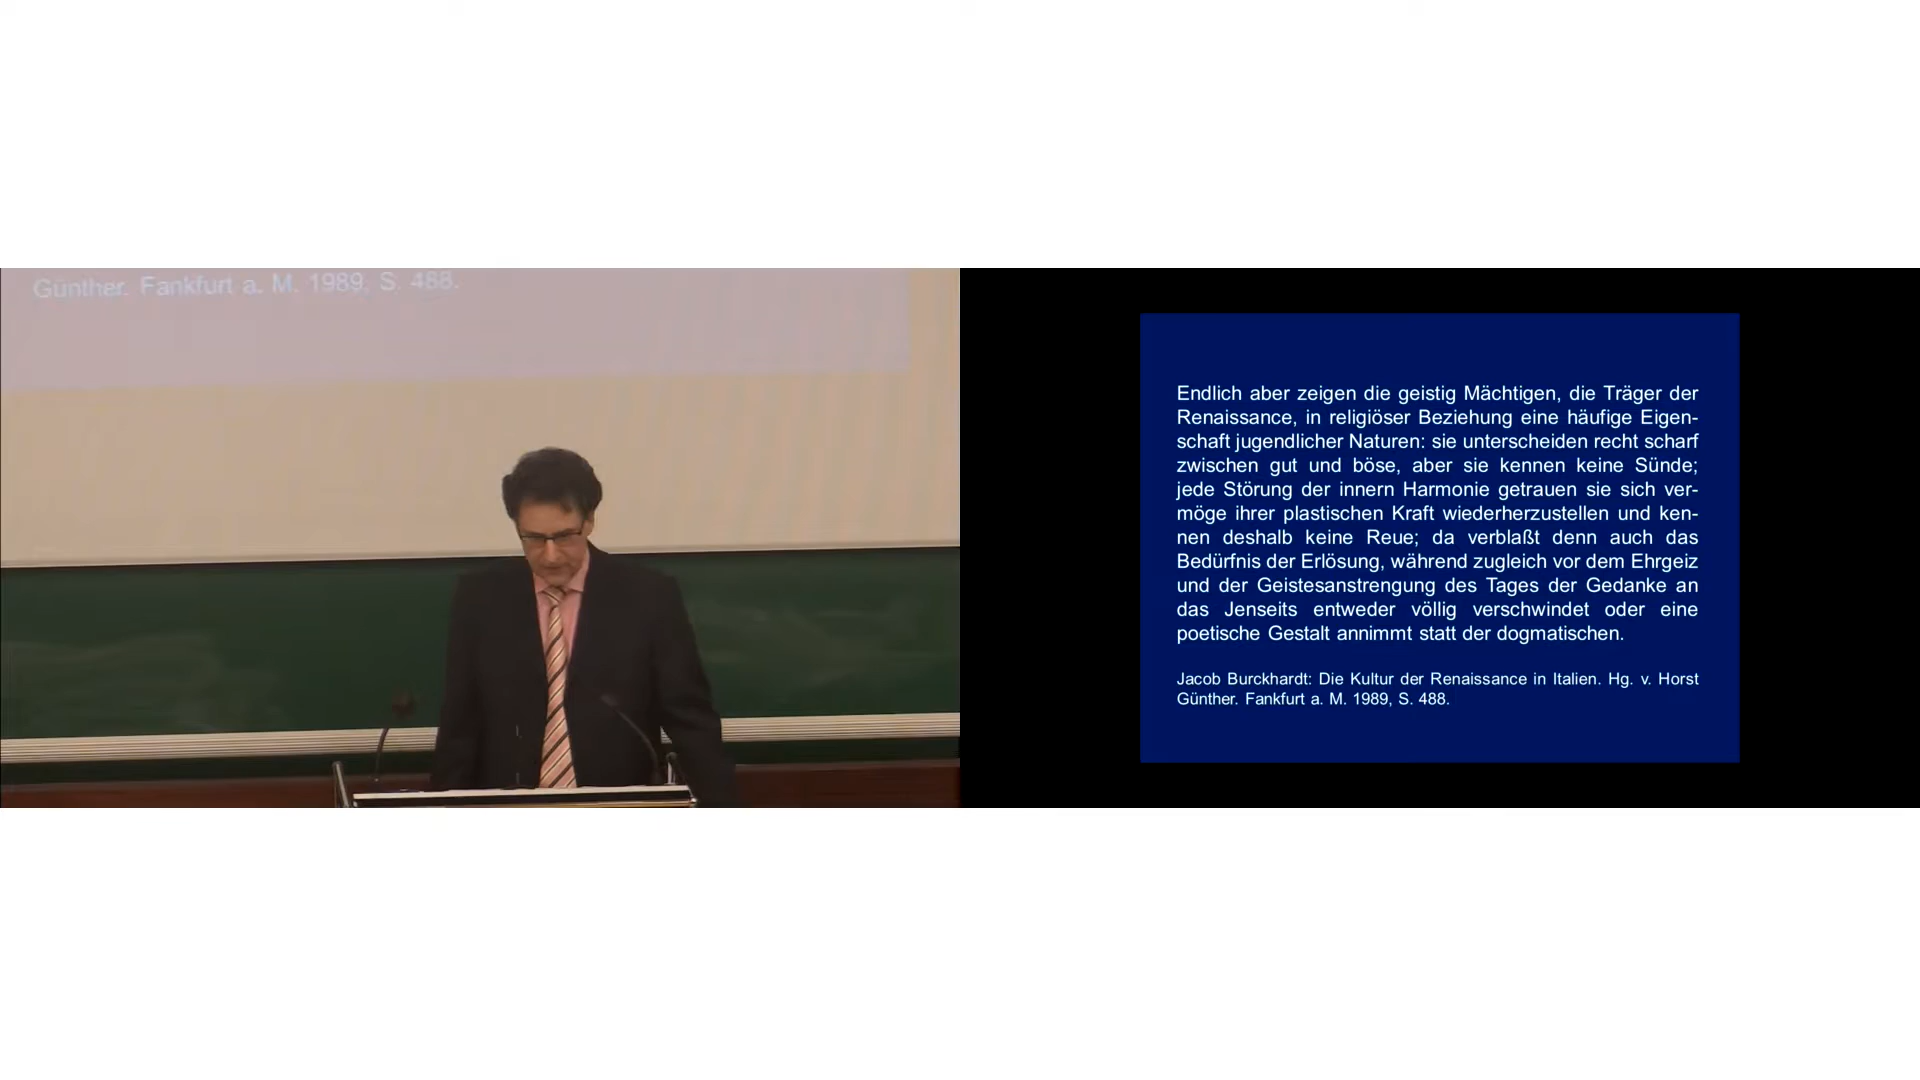 Günther. Fankfurt a. M. 1989, S. 488.
Endlich aber zeigen die geistig Mächtigen, die Träger der
Renaissance, in religiöser Beziehung eine häufige Eigen-
schaft jugendlicher Naturen: sie unterscheiden recht scharf
zwischen gut und böse, aber sie kennen keine Sünde;
jede Störung der innern Harmonie getrauen sie sich ver-
möge ihrer plastischen Kraft wiederherzustellen und ken-
nen deshalb keine Reue; da verblaßt denn auch das
Bedürfnis der Erlösung, während zugleich vor dem Ehrgeiz
und der Geistesanstrengung des Tages der Gedanke an
das Jenseits entweder völlig verschwindet oder eine
poetische Gestalt annimmt statt der dogmatischen.
Jacob Burckhardt: Die Kultur der Renaissance in Italien. Hg. v. Horst
Günther. Fankfurt a. M. 1989, S. 488.